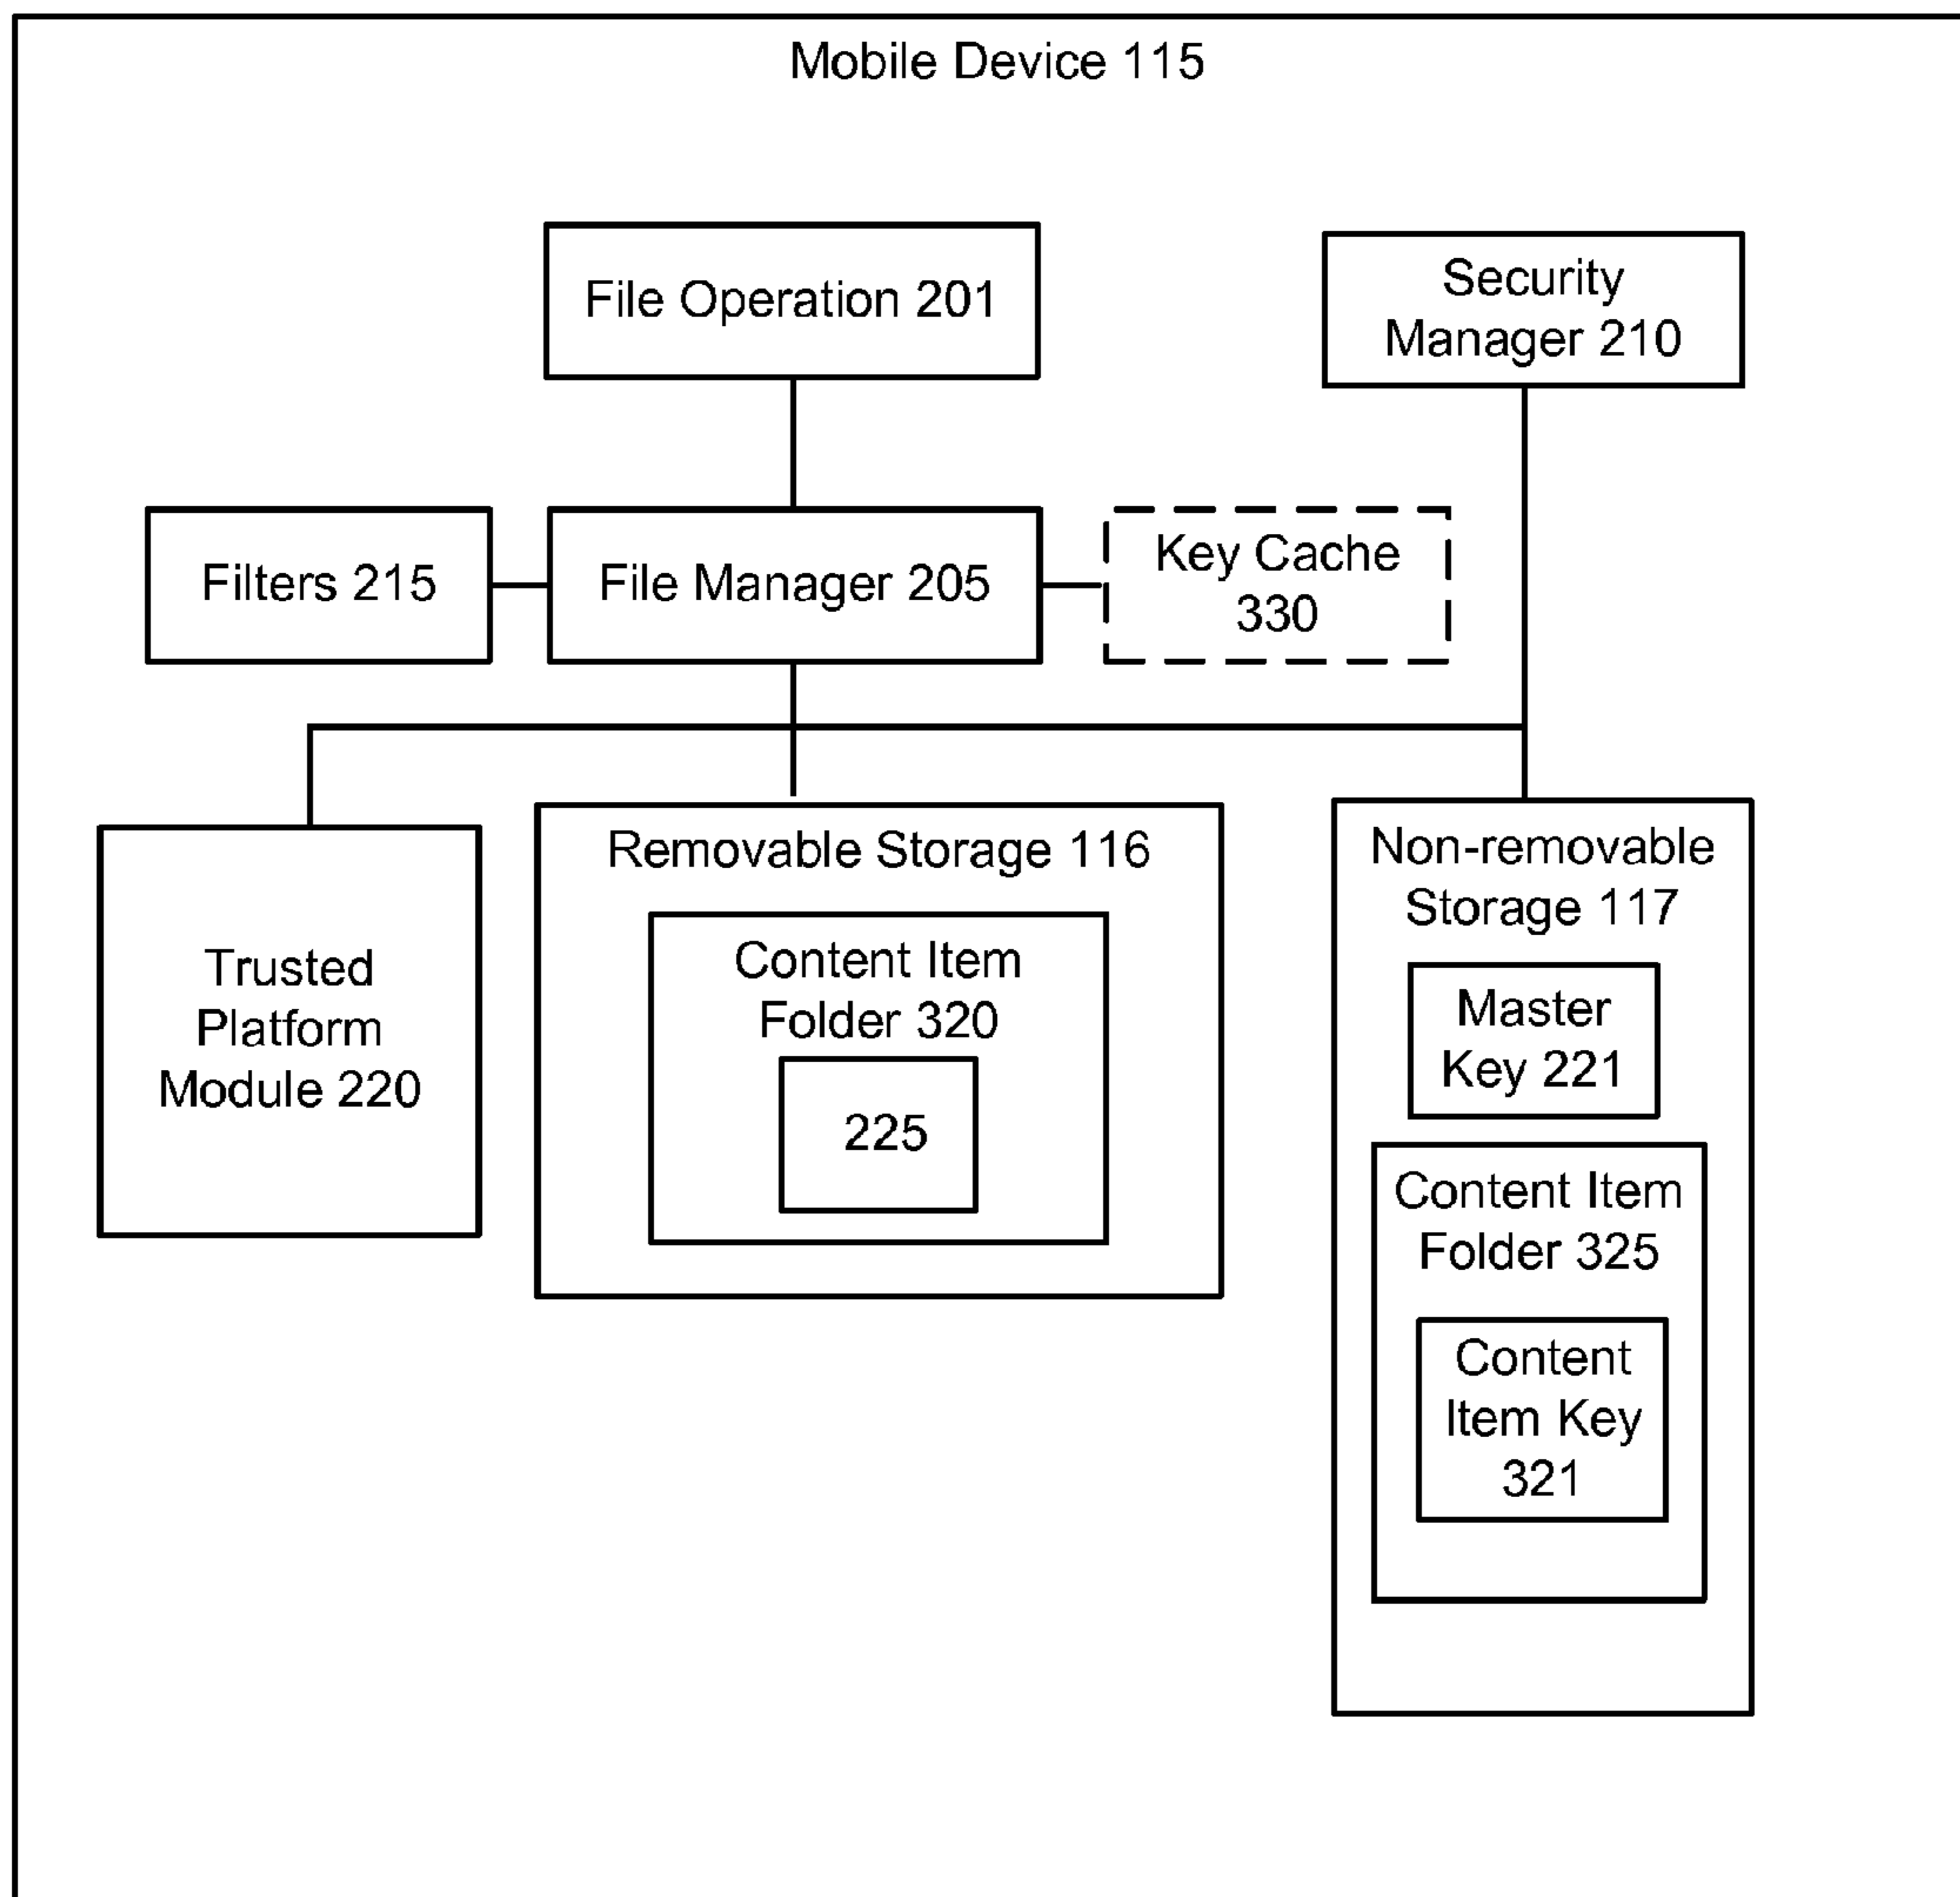 Mobile Device 115
File Operation 201
Security
Manager 210
Filters 215
File Manager 205
Key Cache
330
Trusted
Platform
Module 220
Removable Storage 116
Content Item
Folder 320
225
Non-removable
Storage 117
Master
Key 221
Content Item
Folder 325
Content
Item Key
321